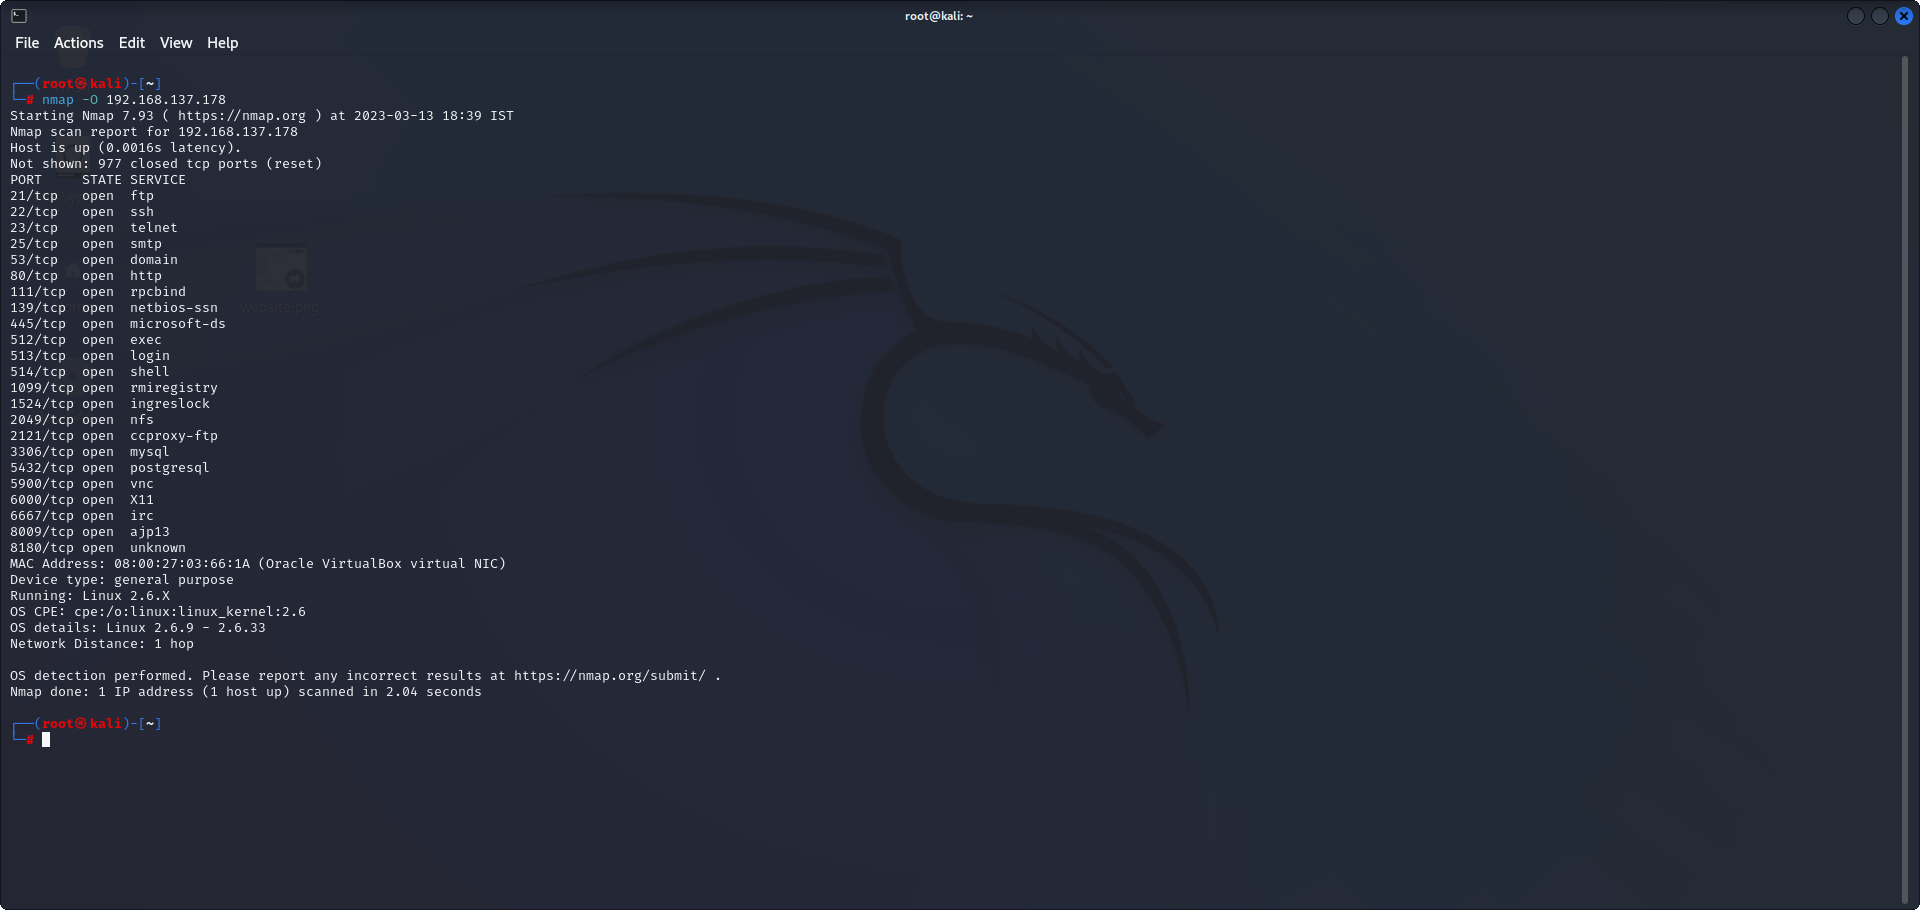 root@kali: ~
File Actions Edit View Help
┌──(root㉿kali)-[~]
└─# nmap -O 192.168.137.178
Starting Nmap 7.93 ( https://nmap.org ) at 2023-03-13 18:39 IST
Nmap scan report for 192.168.137.178
Host is up (0.0016s latency).
Not shown: 977 closed tcp ports (reset)
PORT     STATE SERVICE
21/tcp   open  ftp
22/tcp   open  ssh
23/tcp   open  telnet
25/tcp   open  smtp
53/tcp   open  domain
80/tcp   open  http
111/tcp  open  rpcbind
139/tcp  open  netbios-ssn
445/tcp  open  microsoft-ds
512/tcp  open  exec
513/tcp  open  login
514/tcp  open  shell
1099/tcp open  rmiregistry
1524/tcp open  ingreslock
2049/tcp open  nfs
2121/tcp open  ccproxy-ftp
3306/tcp open  mysql
5432/tcp open  postgresql
5900/tcp open  vnc
6000/tcp open  X11
6667/tcp open  irc
8009/tcp open  ajp13
8180/tcp open  unknown
MAC Address: 08:00:27:03:66:1A (Oracle VirtualBox virtual NIC)
Device type: general purpose
Running: Linux 2.6.X
OS CPE: cpe:/o:linux:linux_kernel:2.6
OS details: Linux 2.6.9 - 2.6.33
Network Distance: 1 hop

OS detection performed. Please report any incorrect results at https://nmap.org/submit/ .
Nmap done: 1 IP address (1 host up) scanned in 2.04 seconds

┌──(root㉿kali)-[~]
└─#
website.png